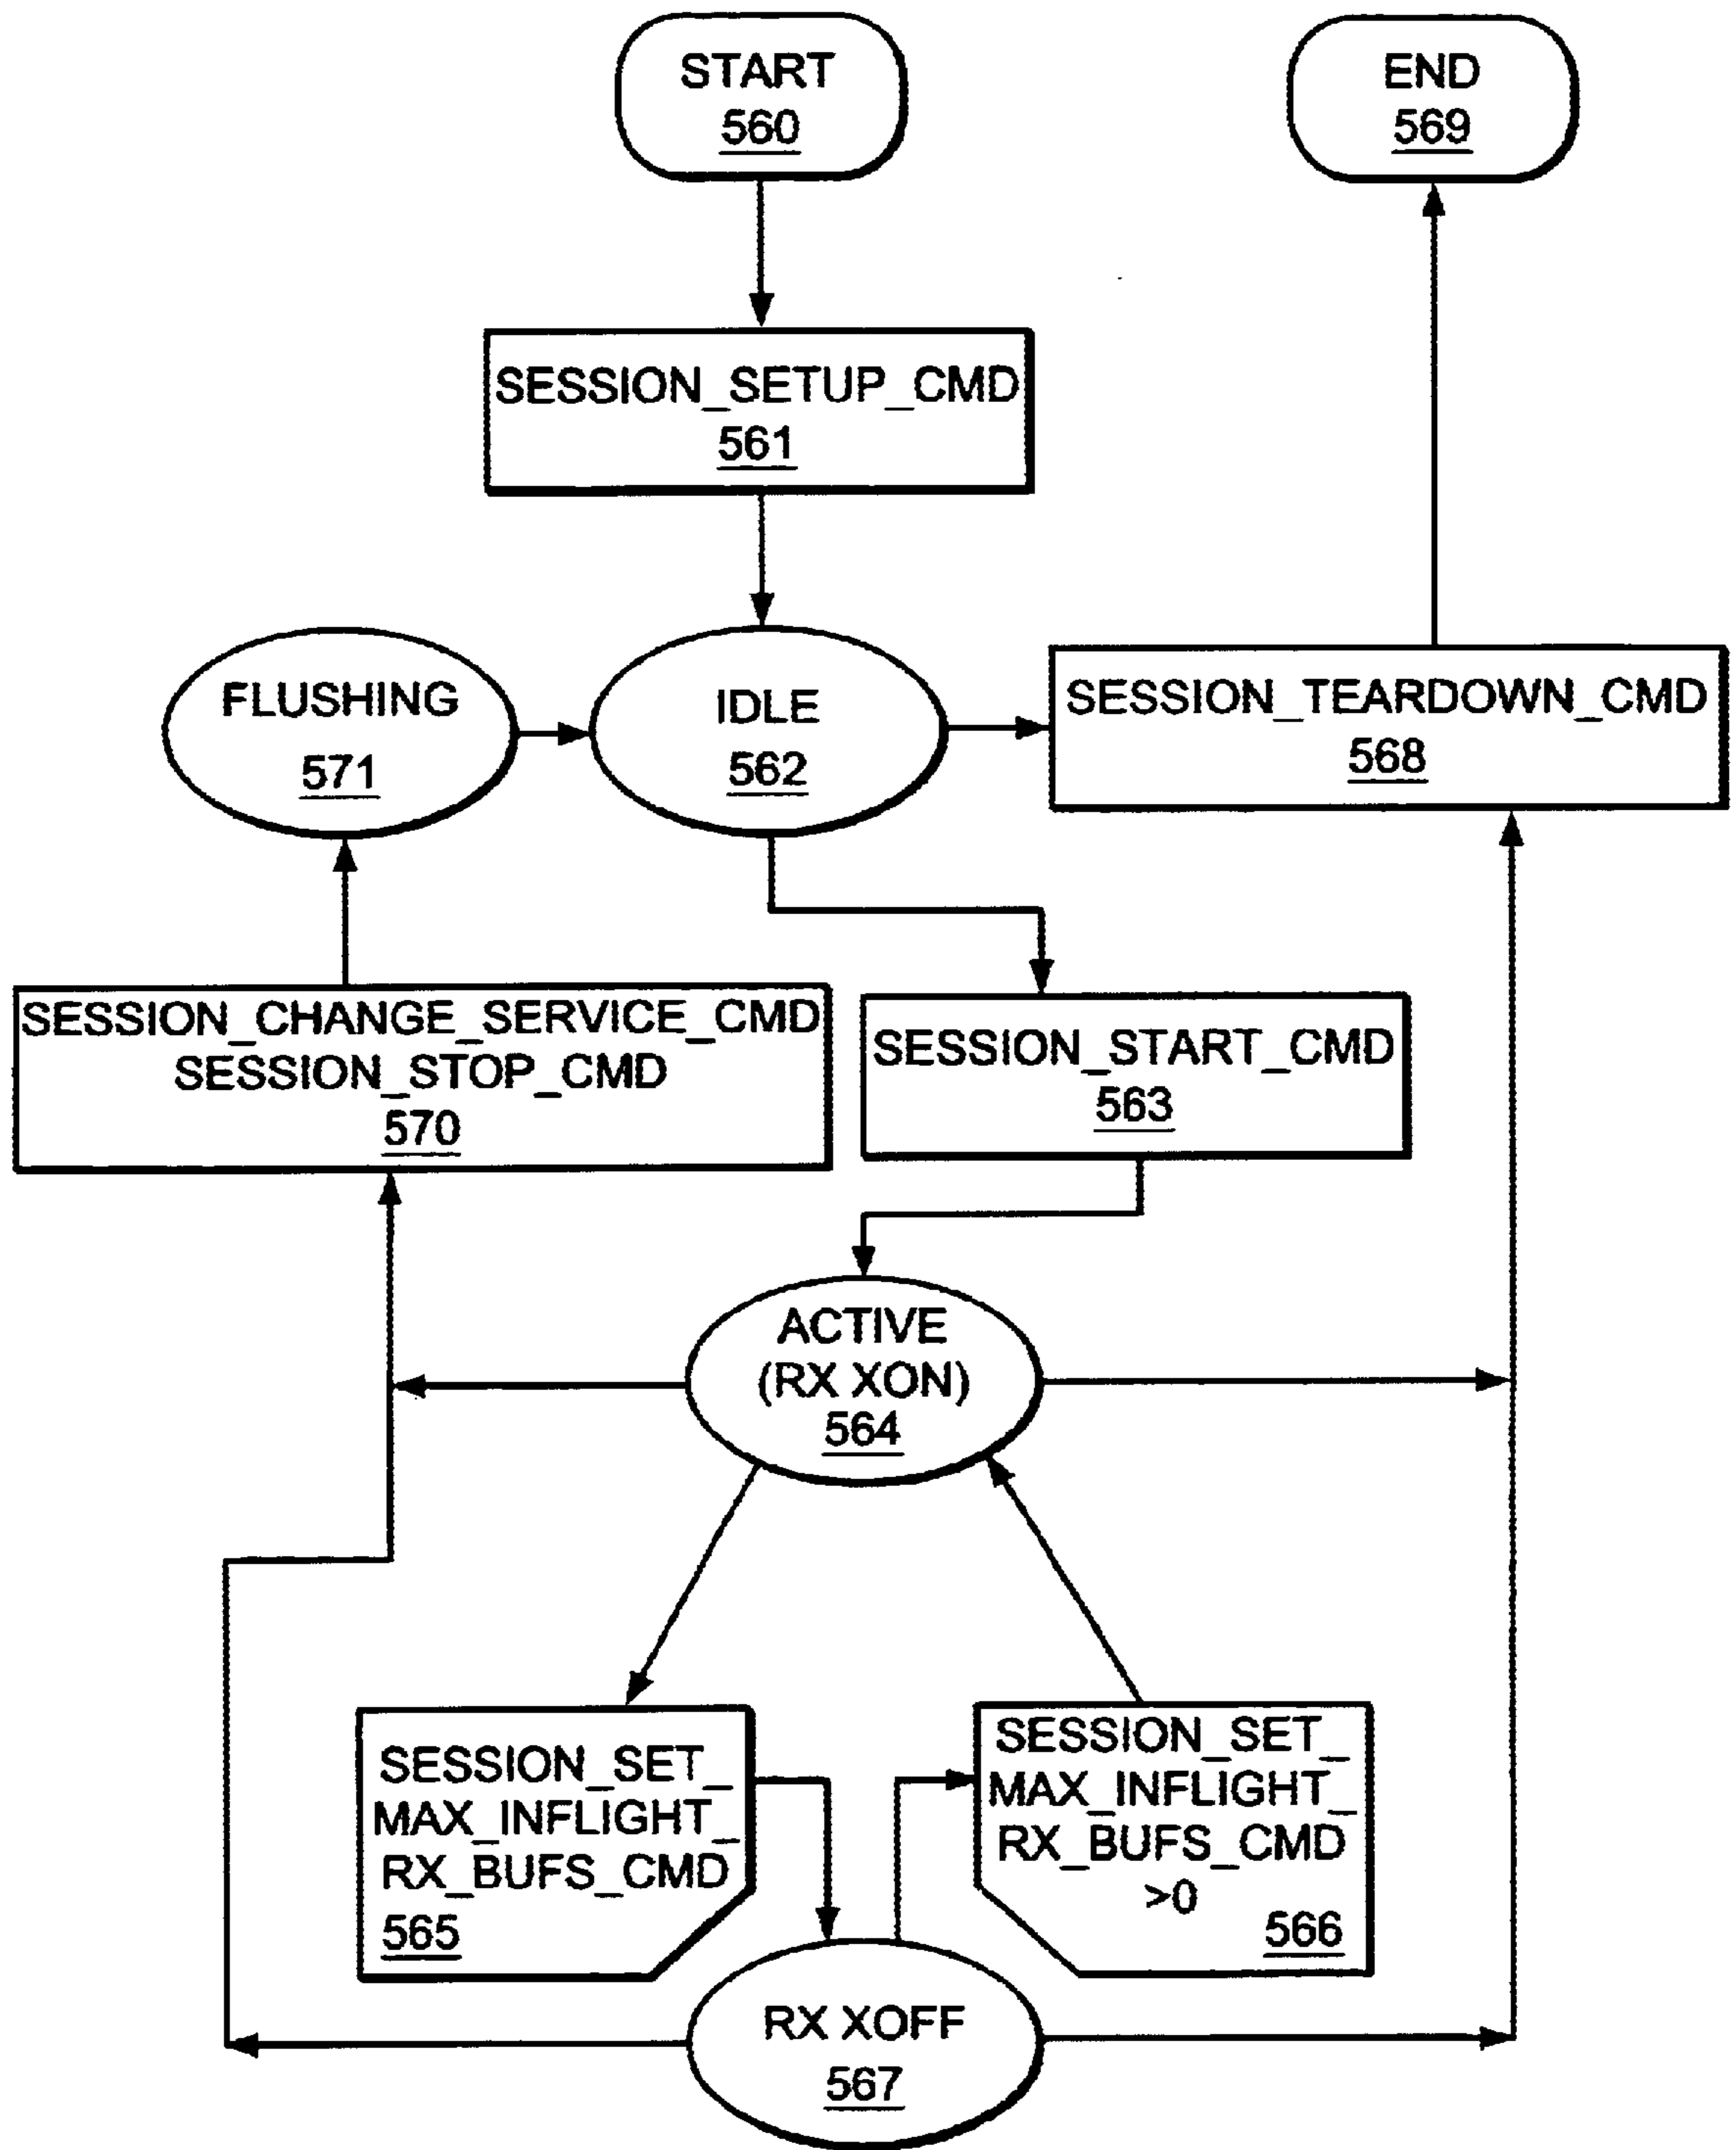 START
560
END
569
SESSION_SETUP_CMD
561
FLUSHING
571
IDLE
562
SESSION_TEARDOWN_CMD
568
SESSION_CHANGE_SERVICE_CMD
SESSION_STOP_CMD
570
SESSION_START_CMD
563
ACTIVE
(RX XON)
564
SESSION_SET_
MAX_INFLIGHT_
RX_BUFS_CMD
565
SESSION_SET_
MAX_INFLIGHT_
RX_BUFS_CMD
>0
566
RX XOFF
567